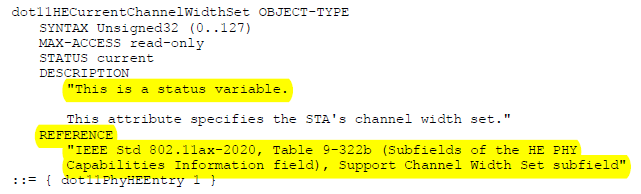 dot11HECurrentChannelWidthSet OBJECT-TYPE
SYNTAX Unsigned32 (0..127)
MAX-ACCESS read-only
STATUS current
DESCRIPTION
"This is a status variable.
This attribute specifies the STA's channel width set."
REFERENCE
"IEEE Std 802.11ax-2020, Table 9-322b (Subfields of the HE PHY
Capabilities Information field), Support Channel Width Set subfield"
::= { dot11PhyHEEntry 1 }